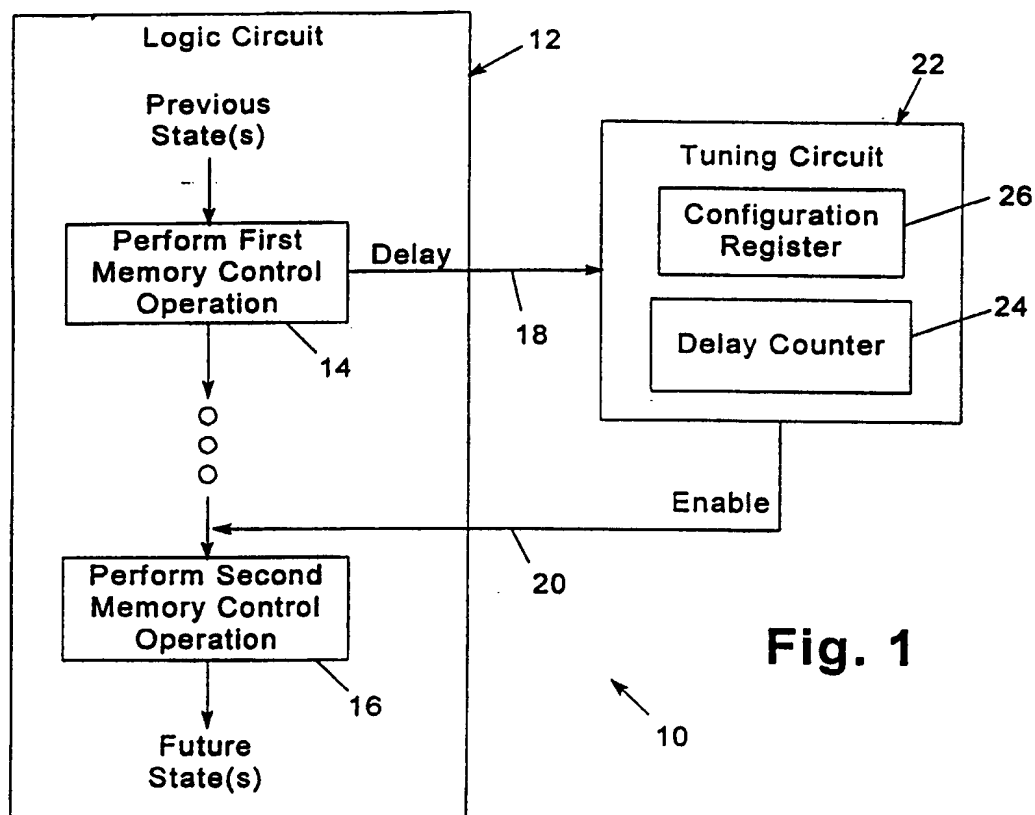 Logic Circuit
12
Previous
State(s)
22
Tuning Circuit
Configuration
Register
26
Perform First
Memory Control
Operation
Delay
18
14
24
Delay Counter
Enable
20
Perform Second
Memory Control
Operation
16
Fig. 1
10
Future
State(s)